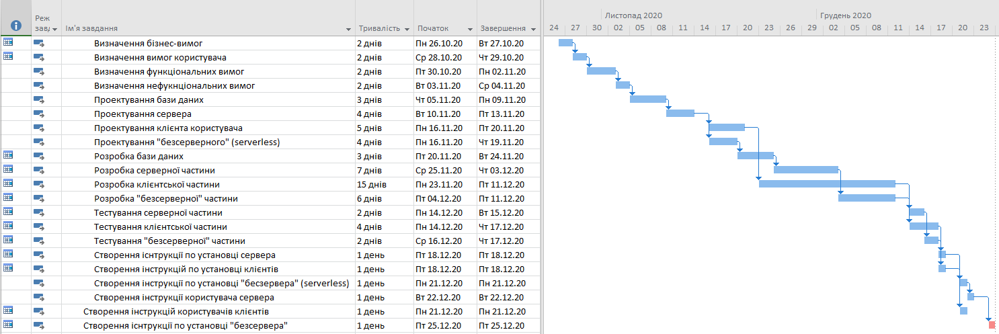 Листопад 2020 Грудень 2020
Реж
завд Ім'я завдання Тривалість Початок Завершення 24 27 30 02 05 08 11 14 17 20 23 26 29 02 05 08 11 14 17 20 23
Визначення бізнес-вимог 2 днів Пн 26.10.20 Вт 27.10.20
Визначення вимог користувача 2 днів Ср 28.10.20 Чт 29.10.20
Визначення функціональних вимог 2 днів Пт 30.10.20 Пн 02.11.20
Визначення нефукнціональних вимог 2 днів Вт 03.11.20 Ср 04.11.20
Проектування бази даних 3 днів Чт 05.11.20 Пн 09.11.20
Проектування сервера 4 днів Вт 10.11.20 Пт 13.11.20
Проектування клієнта користувача 5 днів Пн 16.11.20 Пт 20.11.20
Проектування "безсерверного" (serverless) 4 днів Пн 16.11.20 Чт 19.11.20
Розробка бази даних 3 днів Пт 20.11.20 Вт 24.11.20
Розробка серверної частини 7 днів Ср 25.11.20 Чт 03.12.20
Розробка клієнтської частини 15 днів Пн 23.11.20 Пт 11.12.20
Розробка "безсерверної" частини 6 днів Пт 04.12.20 Пт 11.12.20
Тестування серверної частини 2 днів Пн 14.12.20 Вт 15.12.20
Тестування клієнтської частини 4 днів Пн 14.12.20 Чт 17.12.20
Тестування "безсерверної" частини 2 днів Ср 16.12.20 Чт 17.12.20
Створення існтрукції по установці сервера 1 день Пт 18.12.20 Пт 18.12.20
Створення інструкцій по установці клієнтів 1 день Пт 18.12.20 Пт 18.12.20
Створення інструкції по установці "бесзервера" (serverless) 1 день Пн 21.12.20 Пн 21.12.20
Створення інструкції користувача сервера 1 день Вт 22.12.20 Вт 22.12.20
Створення інструкцій користувачів клієнтів 1 день Пн 21.12.20 Пн 21.12.20
Створення існтрукції по установці "безсервера" 1 день Пт 25.12.20 Пт 25.12.20